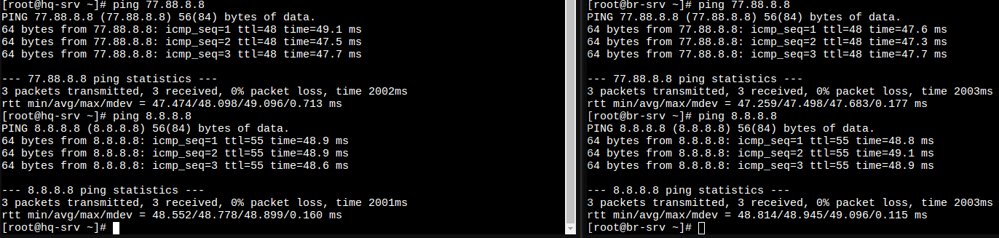 [root@hq-srv ~]# ping 77.88.8.8
PING 77.88.8.8 (77.88.8.8) 56(84) bytes of data.
64 bytes from 77.88.8.8: icmp_seq=1 ttl=48 time=49.1 ms
64 bytes from 77.88.8.8: icmp_seq=2 ttl=48 time=47.5 ms
64 bytes from 77.88.8.8: icmp_seq=3 ttl=48 time=47.7 ms

--- 77.88.8.8 ping statistics ---
3 packets transmitted, 3 received, 0% packet loss, time 2002ms
rtt min/avg/max/mdev = 47.474/48.098/49.096/0.713 ms
[root@hq-srv ~]# ping 8.8.8.8
PING 8.8.8.8 (8.8.8.8) 56(84) bytes of data.
64 bytes from 8.8.8.8: icmp_seq=1 ttl=55 time=48.9 ms
64 bytes from 8.8.8.8: icmp_seq=2 ttl=55 time=48.9 ms
64 bytes from 8.8.8.8: icmp_seq=3 ttl=55 time=48.6 ms

--- 8.8.8.8 ping statistics ---
3 packets transmitted, 3 received, 0% packet loss, time 2001ms
rtt min/avg/max/mdev = 48.552/48.778/48.899/0.160 ms
[root@hq-srv ~]#
[root@br-srv ~]# ping 77.88.8.8
PING 77.88.8.8 (77.88.8.8) 56(84) bytes of data.
64 bytes from 77.88.8.8: icmp_seq=1 ttl=48 time=47.6 ms
64 bytes from 77.88.8.8: icmp_seq=2 ttl=48 time=47.3 ms
64 bytes from 77.88.8.8: icmp_seq=3 ttl=48 time=47.7 ms

--- 77.88.8.8 ping statistics ---
3 packets transmitted, 3 received, 0% packet loss, time 2003ms
rtt min/avg/max/mdev = 47.259/47.498/47.683/0.177 ms
[root@br-srv ~]# ping 8.8.8.8
PING 8.8.8.8 (8.8.8.8) 56(84) bytes of data.
64 bytes from 8.8.8.8: icmp_seq=1 ttl=55 time=48.8 ms
64 bytes from 8.8.8.8: icmp_seq=2 ttl=55 time=49.1 ms
64 bytes from 8.8.8.8: icmp_seq=3 ttl=55 time=48.9 ms

--- 8.8.8.8 ping statistics ---
3 packets transmitted, 3 received, 0% packet loss, time 2003ms
rtt min/avg/max/mdev = 48.814/48.945/49.096/0.115 ms
[root@br-srv ~]#